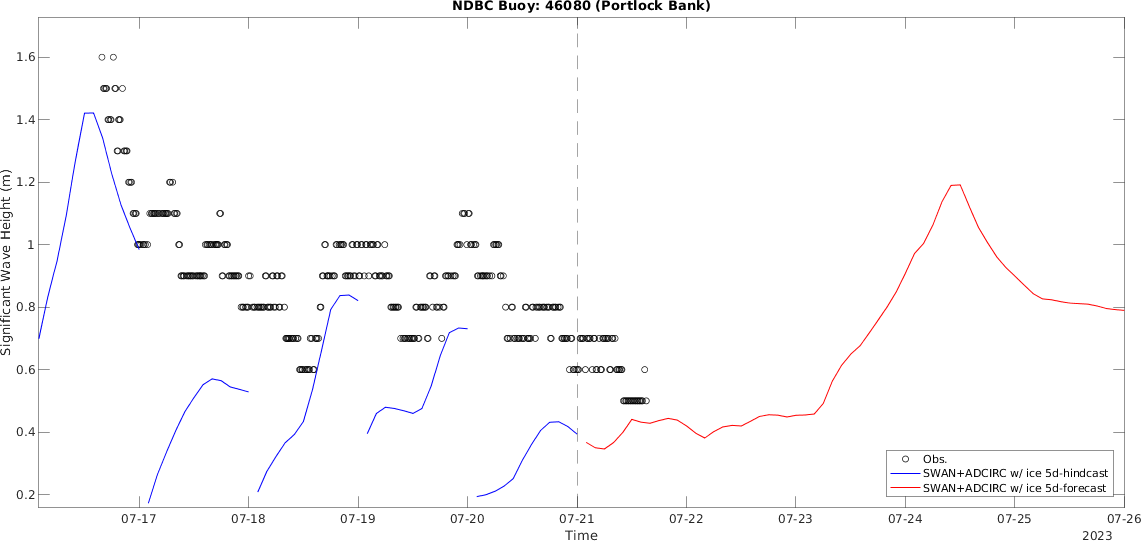 NDBC Buoy: 46080 (Portlock Bank)
1.6
1.4
1.2
1
0.8
0.6
0.4
0.2
Significant Wave Height (m)
Obs.
SWAN+ADCIRC w/ ice 5d-hindcast
SWAN+ADCIRC w/ ice 5d-forecast
07-17 07-18 07-19 07-20 07-21 07-22 07-23 07-24 07-25 07-26
Time
2023